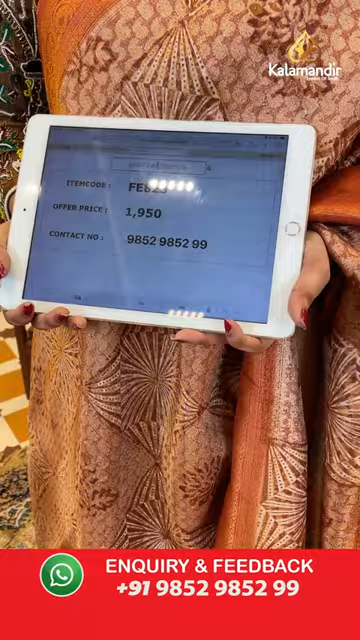 Kalamandir
ITEMCODE :
OFFER PRICE : 1,950
CONTACT NO : 9852 9852 99
ENQUIRY & FEEDBACK
+91 9852 9852 99